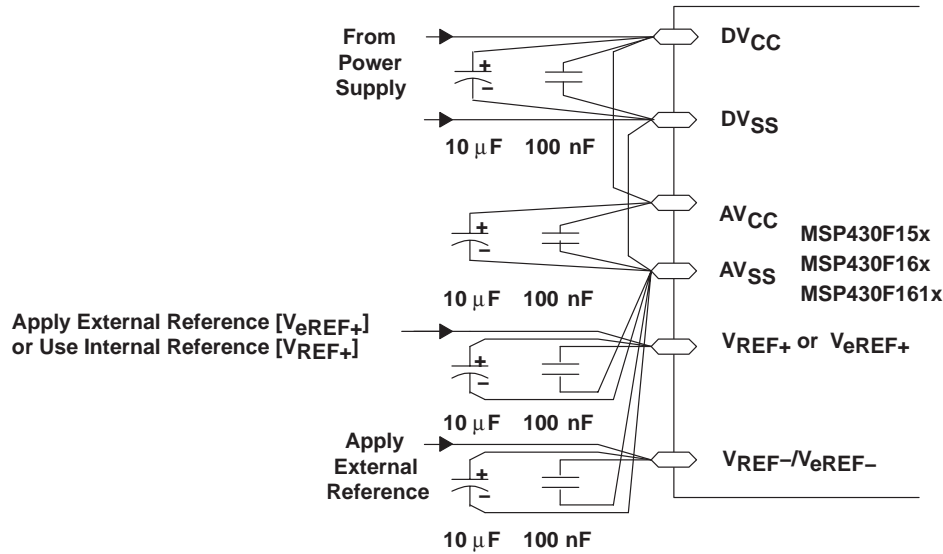 From
Power
Supply
+
−
10 μF 100 nF
DVCC
DVSS
+
−
10 μF 100 nF
AVCC
AVSS
MSP430F15x
MSP430F16x
MSP430F161x
Apply External Reference [VeREF+]
or Use Internal Reference [VREF+]
+
−
10 μF 100 nF
VREF+ or VeREF+
Apply
External
Reference
+
−
10 μF 100 nF
VREF−/VeREF−